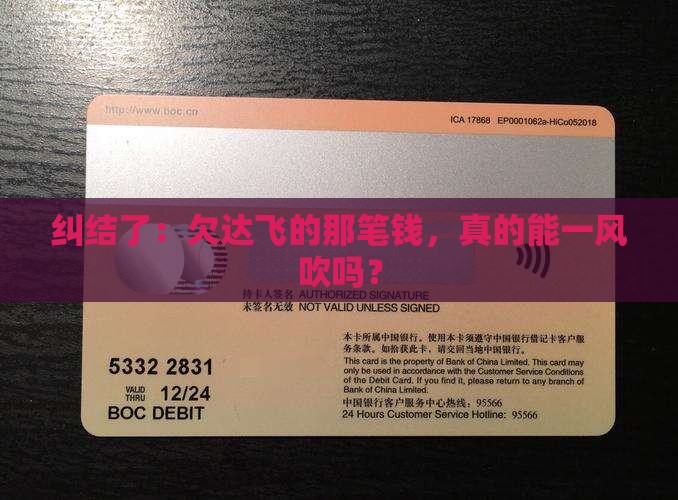 http://www.boc.cn
ICA 17868 EP0001062a-HiCo052018
纠结了：欠达飞的那笔钱，真的能一风
吹吗？
持卡人签名 AUTHORIZED SIGNATURE
未签名无效 NOT VALID UNLESS SIGNED
本卡所属中国银行。使用本卡须遵守中国银行借记卡客户服
务条款。如拾获此卡，请交回当地中国银行。
This card is the property of Bank of China Limited. This card may
only be used in accordance with the Customer Service Conditions
of the Debit Card. If you find it, please return to any branch of
Bank of China Limited.
中国银行客户服务中心热线：95566
24 Hours Customer Service Hotline: 95566
5332 2831
VALID
THRU 12/24
BOC DEBIT